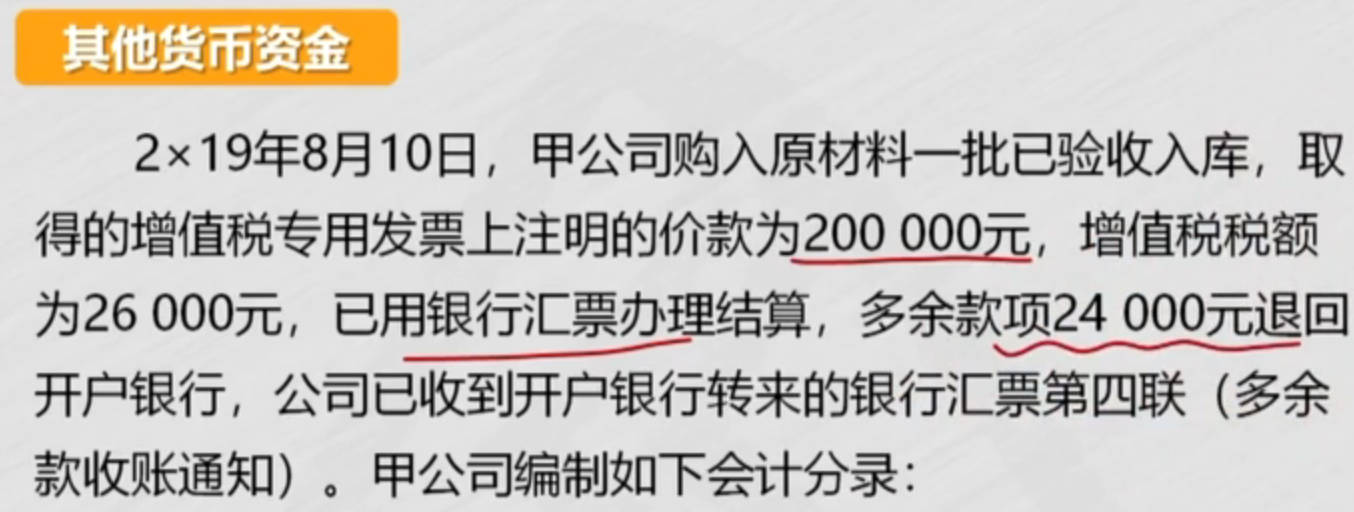 其他货币资金
2×19年8月10日，甲公司购入原材料一批已验收入库，取
得的增值税专用发票上注明的价款为200 000元，增值税税额
为26 000元，已用银行汇票办理结算，多余款项24 000元退回
开户银行，公司已收到开户银行转来的银行汇票第四联（多余
款收账通知）。甲公司编制如下会计分录：